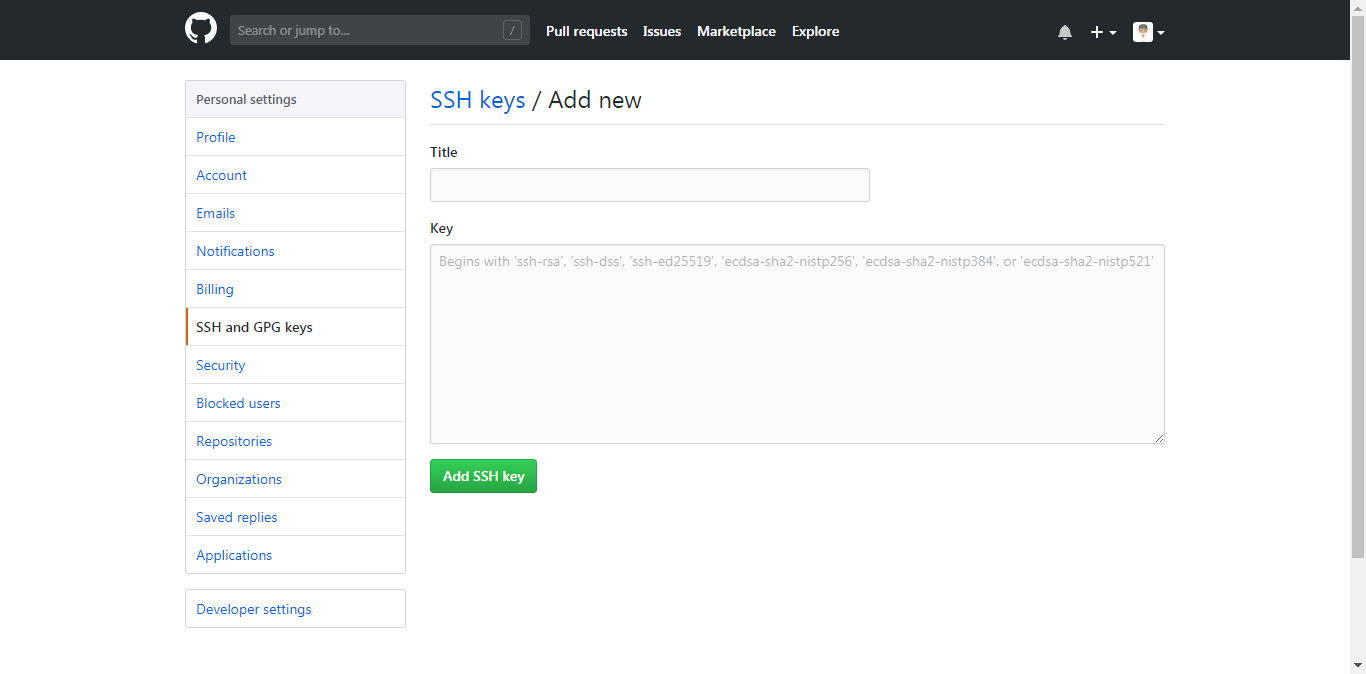 Search or jump to... /
Pull requests Issues Marketplace Explore
Personal settings
Profile
Account
Emails
Notifications
Billing
SSH and GPG keys
Security
Blocked users
Repositories
Organizations
Saved replies
Applications
Developer settings
SSH keys / Add new
Title
Key
Begins with 'ssh-rsa', 'ssh-dss', 'ssh-ed25519', 'ecdsa-sha2-nistp256', 'ecdsa-sha2-nistp384', or 'ecdsa-sha2-nistp521'
Add SSH key